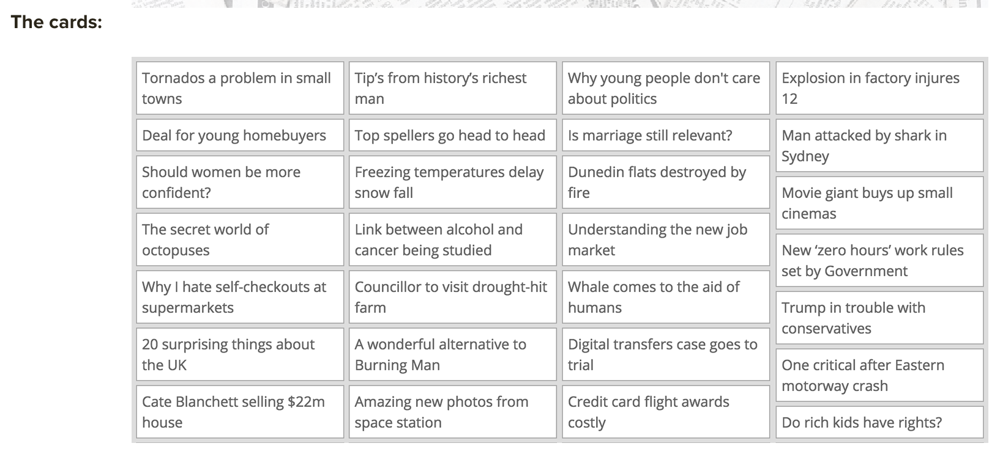 The cards:
Tornados a problem in small
towns
Deal for young homebuyers
Should women be more
confident?
The secret world of
octopuses
Why I hate self-checkouts at
supermarkets
20 surprising things about
the UK
Cate Blanchett selling $22m
house
Tip’s from history’s richest
man
Top spellers go head to head
Freezing temperatures delay
snow fall
Link between alcohol and
cancer being studied
Councillor to visit drought-hit
farm
A wonderful alternative to
Burning Man
Amazing new photos from
space station
Why young people don't care
about politics
Is marriage still relevant?
Dunedin flats destroyed by
fire
Understanding the new job
market
Whale comes to the aid of
humans
Digital transfers case goes to
trial
Credit card flight awards
costly
Explosion in factory injures
12
Man attacked by shark in
Sydney
Movie giant buys up small
cinemas
New ‘zero hours’ work rules
set by Government
Trump in trouble with
conservatives
One critical after Eastern
motorway crash
Do rich kids have rights?